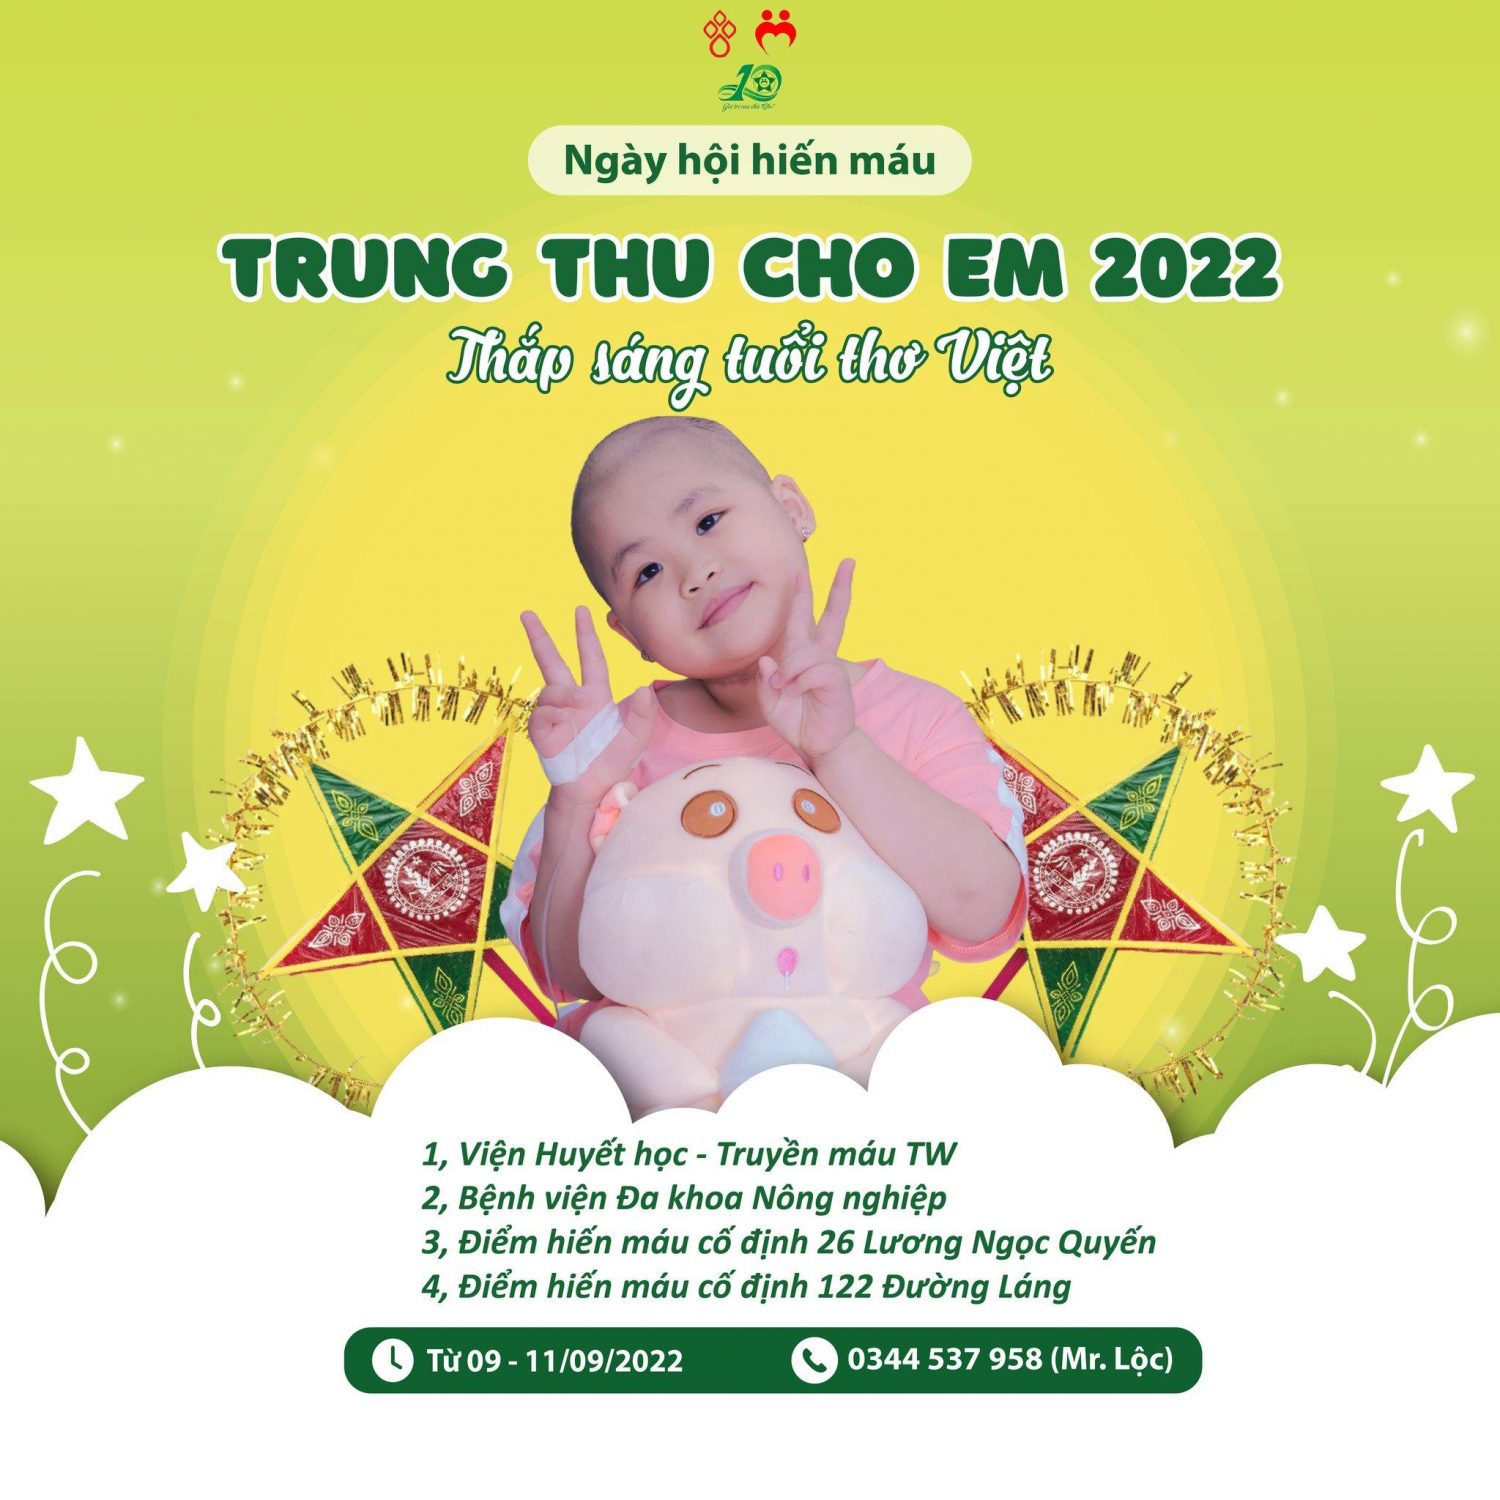 Ngày hội hiến máu
TRUNG THU CHO EM 2022
Thắp sáng tuổi thơ Việt
1, Viện Huyết học - Truyền máu TW
2, Bệnh viện Đa khoa Nông nghiệp
3, Điểm hiến máu cố định 26 Lương Ngọc Quyến
4, Điểm hiến máu cố định 122 Đường Láng
Từ 09 - 11/09/2022
0344 537 958 (Mr. Lộc)